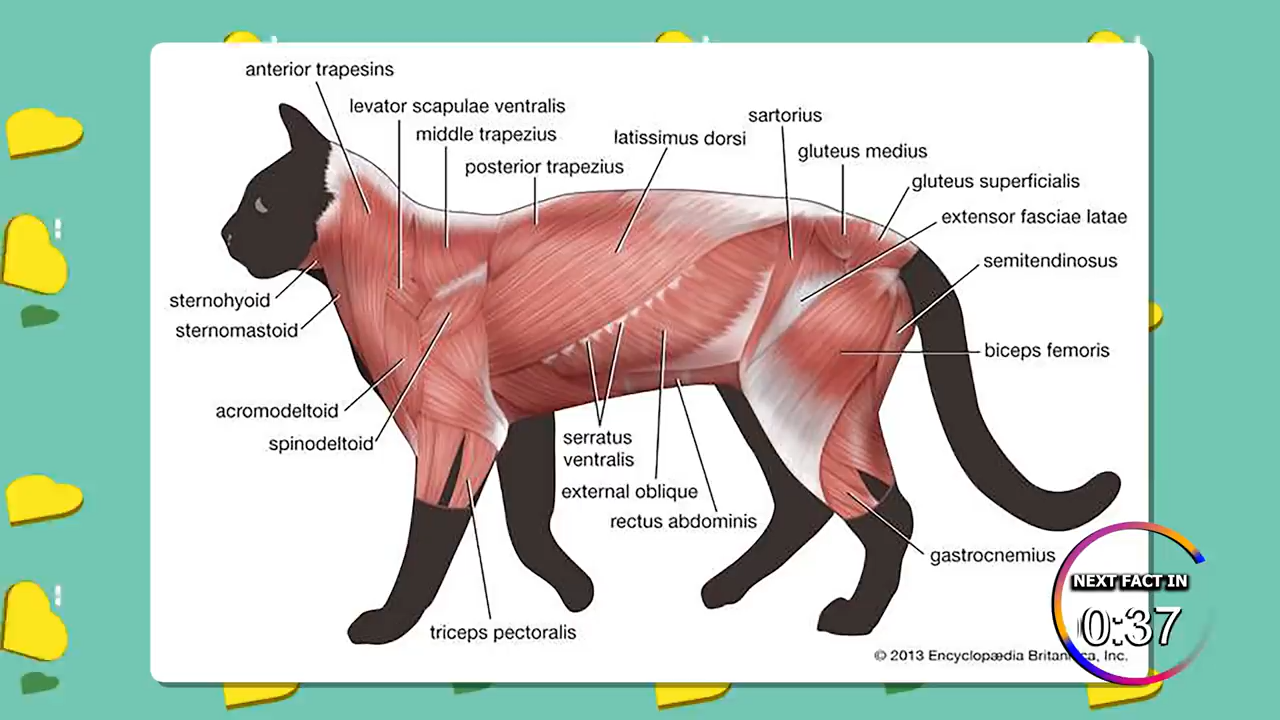 anterior trapesins
levator scapulae ventralis
middle trapezius
posterior trapezius
latissimus dorsi
sartorius
gluteus medius
gluteus superficialis
extensor fasciae latae
semitendinosus
biceps femoris
sternohyoid
sternomastoid
acromodeltoid
spinodeltoid
serratus
ventralis
external oblique
rectus abdominis
gastrocnemius
triceps pectoralis
NEXT FACT IN
0:37
© 2013 Encyclopædia Britannica, Inc.